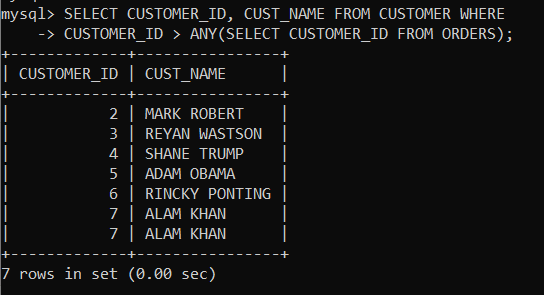 mysql> SELECT CUSTOMER_ID, CUST_NAME FROM CUSTOMER WHERE
    -> CUSTOMER_ID > ANY(SELECT CUSTOMER_ID FROM ORDERS);
+-------------+----------------+
| CUSTOMER_ID | CUST_NAME      |
+-------------+----------------+
|           2 | MARK ROBERT    |
|           3 | REYAN WASTSON  |
|           4 | SHANE TRUMP    |
|           5 | ADAM OBAMA     |
|           6 | RINCKY PONTING |
|           7 | ALAM KHAN      |
|           7 | ALAM KHAN      |
+-------------+----------------+
7 rows in set (0.00 sec)